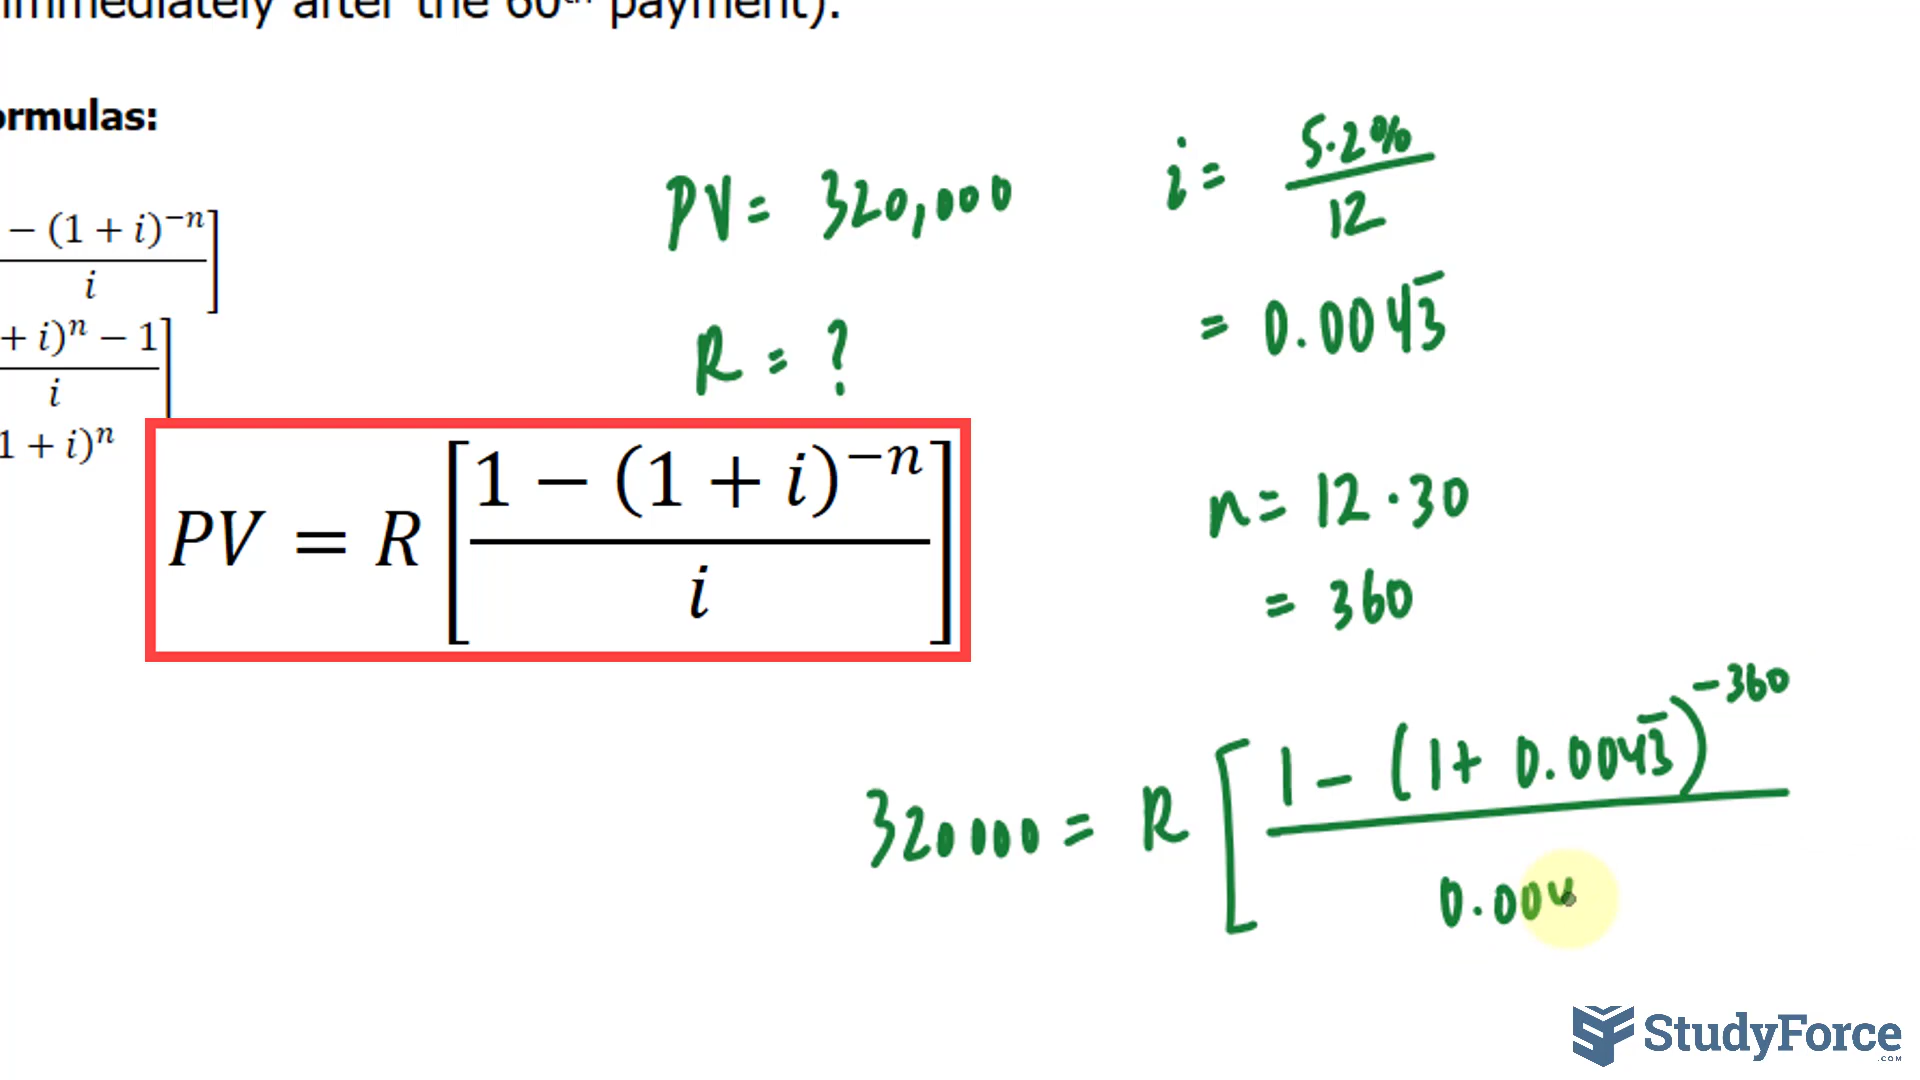 immediately after the 60th payment).
ormulas:
− (1 + i)^−n]
i
+ i)^n − 1]
i
1 + i)^n
PV = 320,000
R = ?
PV = R [1 − (1 + i)^−n]
i
i = 5.2%
12
= 0.0043̅
n = 12 · 30
= 360
320000 = R [1 − (1 + 0.0043̅)^−360
0.004
StudyForce
.COM